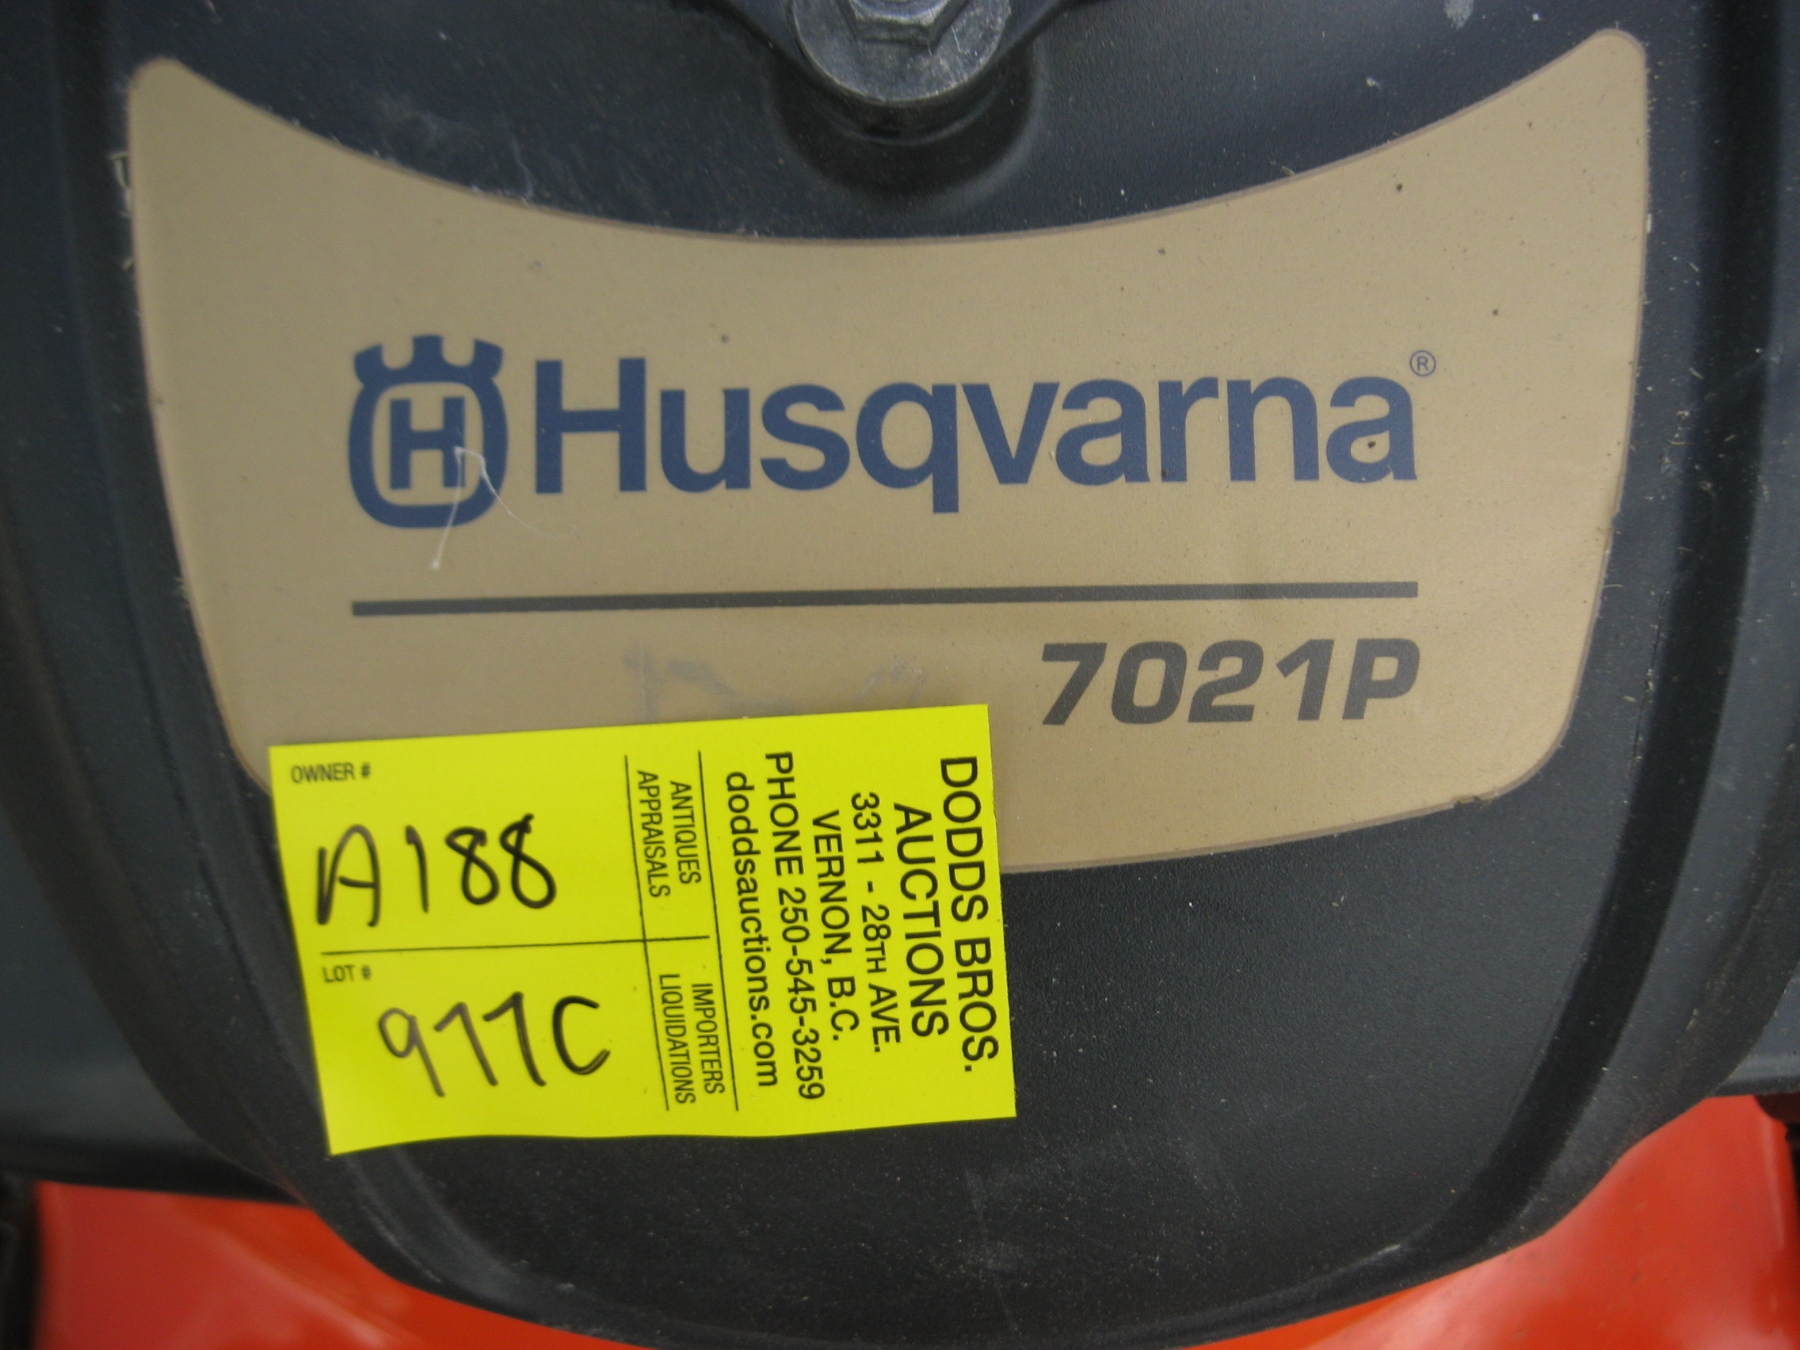 H Husqvarna®
7021P
OWNER #
A188
LOT #
977C
ANTIQUES
APPRAISALS
IMPORTERS
LIQUIDATIONS
DODDS BROS.
AUCTIONS
3311 - 28TH AVE.
VERNON, B.C.
PHONE 250-545-3259
doddsauctions.com